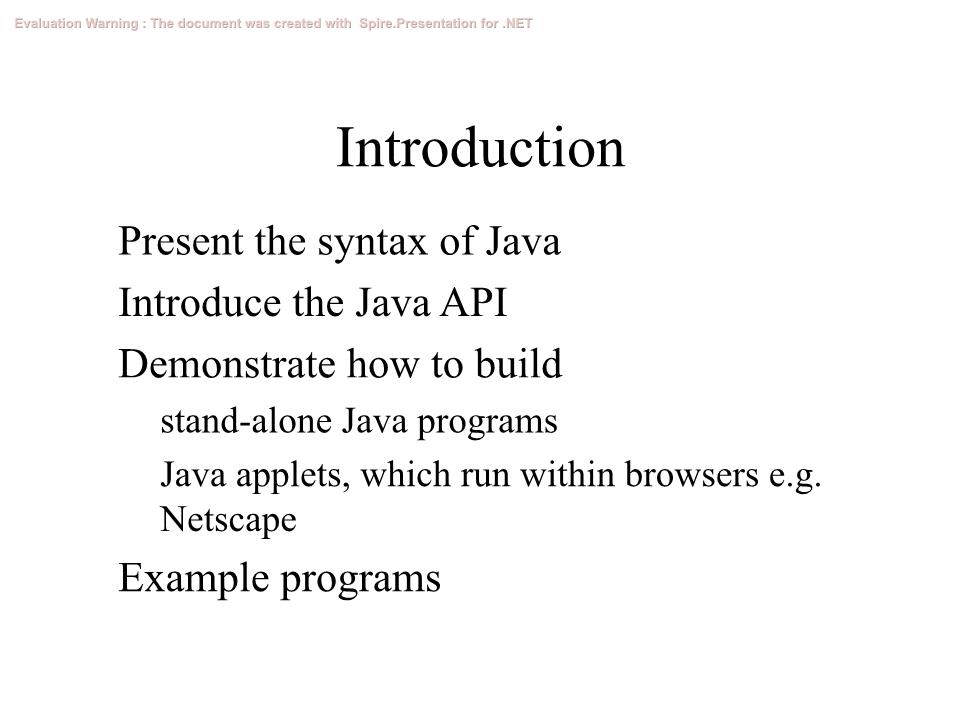 Evaluation Warning : The document was created with  Spire.Presentation for .NET
Introduction
Present the syntax of Java
Introduce the Java API
Demonstrate how to build
stand-alone Java programs
Java applets, which run within browsers e.g.
Netscape
Example programs